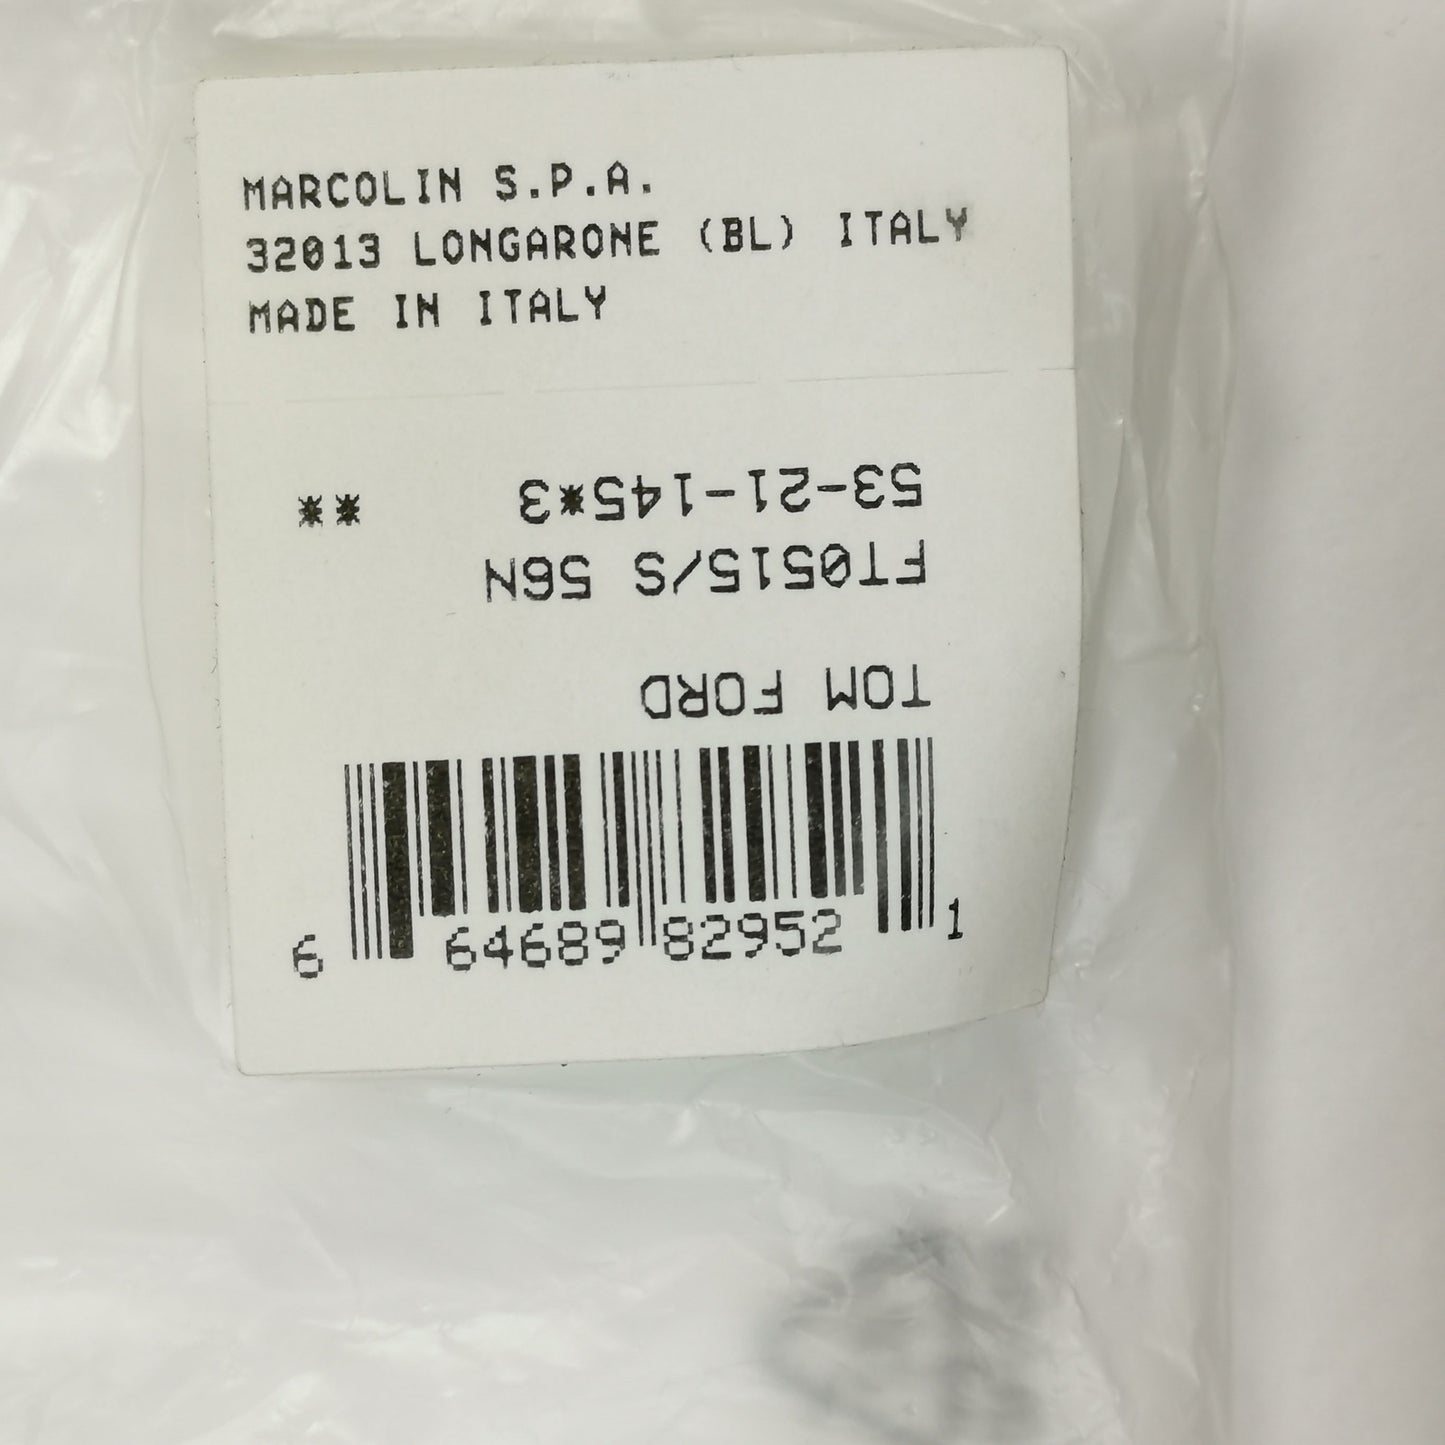 MARCOLIN S.P.A.
32013 LONGARONE (BL) ITALY
MADE IN ITALY
TOM FORD
FT0515/S 56N
53-21-145*3 **
6 64689 82952 1